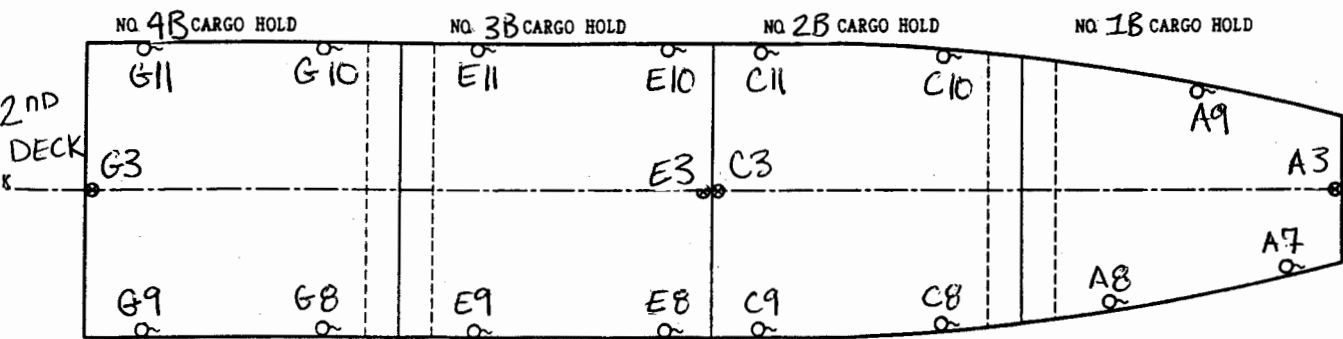 NO. 4B CARGO HOLD NO. 3B CARGO HOLD NO. 2B CARGO HOLD NO. 1B CARGO HOLD
G11 G10 E11 E10 C11 C10 A9
2ND
DECK
G3 E3 C3 A3
G9 G8 E9 E8 C9 C8 A8 A7